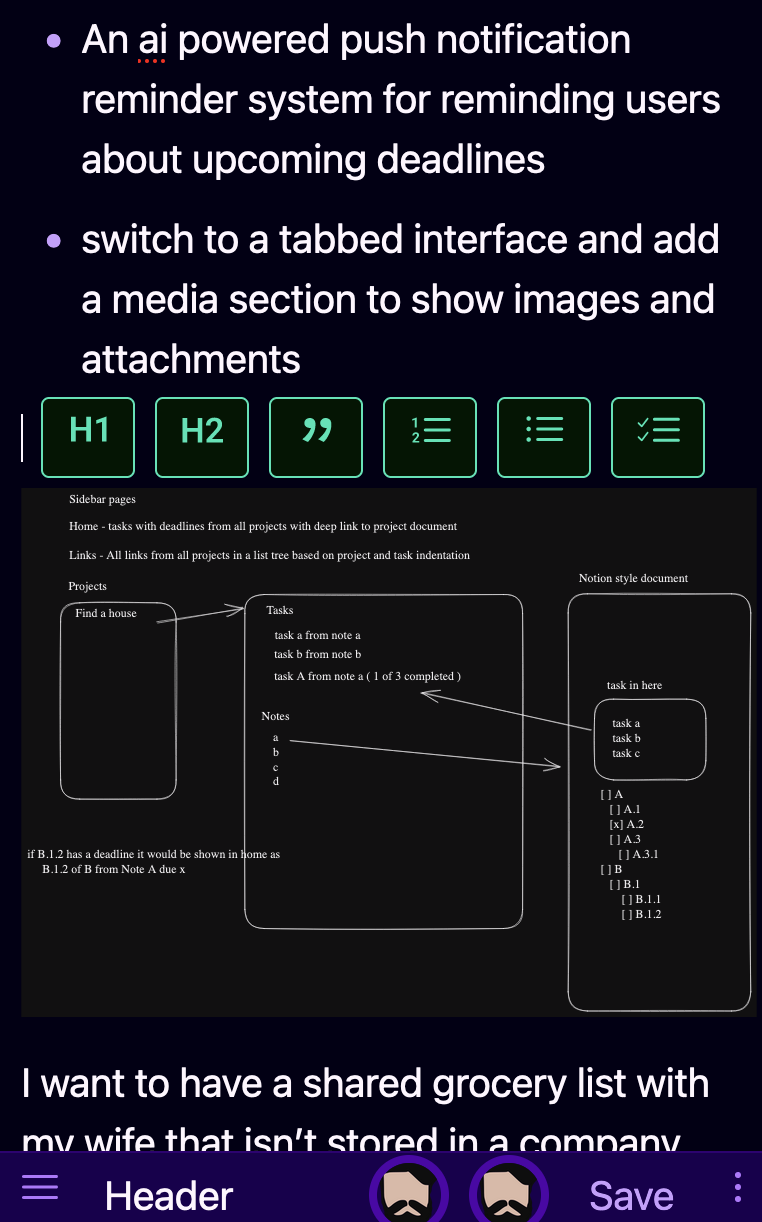 An ai powered push notification
reminder system for reminding users
about upcoming deadlines
switch to a tabbed interface and add
a media section to show images and
attachments
H1 H2
Sidebar pages
Home - tasks with deadlines from all projects with deep link to project document
Links - All links from all projects in a list tree based on project and task indentation
Projects
Find a house
Tasks
task a from note a
task b from note b
task A from note a ( 1 of 3 completed )
Notes
a
b
c
d
Notion style document
task in here
task a
task b
task c
[ ] A
[ ] A.1
[x] A.2
[ ] A.3
[ ] A.3.1
[ ] B
[ ] B.1
[ ] B.1.1
[ ] B.1.2
if B.1.2 has a deadline it would be shown in home as
B.1.2 of B from Note A due x
I want to have a shared grocery list with
my wife that isn’t stored in a company
Header Save